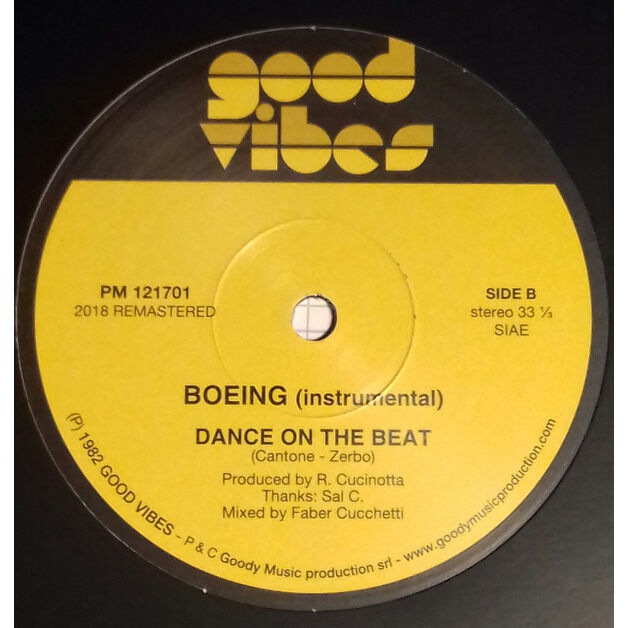 good
vibes
PM 121701
2018 REMASTERED
SIDE B
stereo 33 ⅓
SIAE
BOEING (instrumental)
DANCE ON THE BEAT
(Cantone - Zerbo)
Produced by R. Cucinotta
Thanks: Sal C.
Mixed by Faber Cucchetti
(P) 1982 GOOD VIBES - P & C Goody Music production srl - www.goodymusicproduction.com